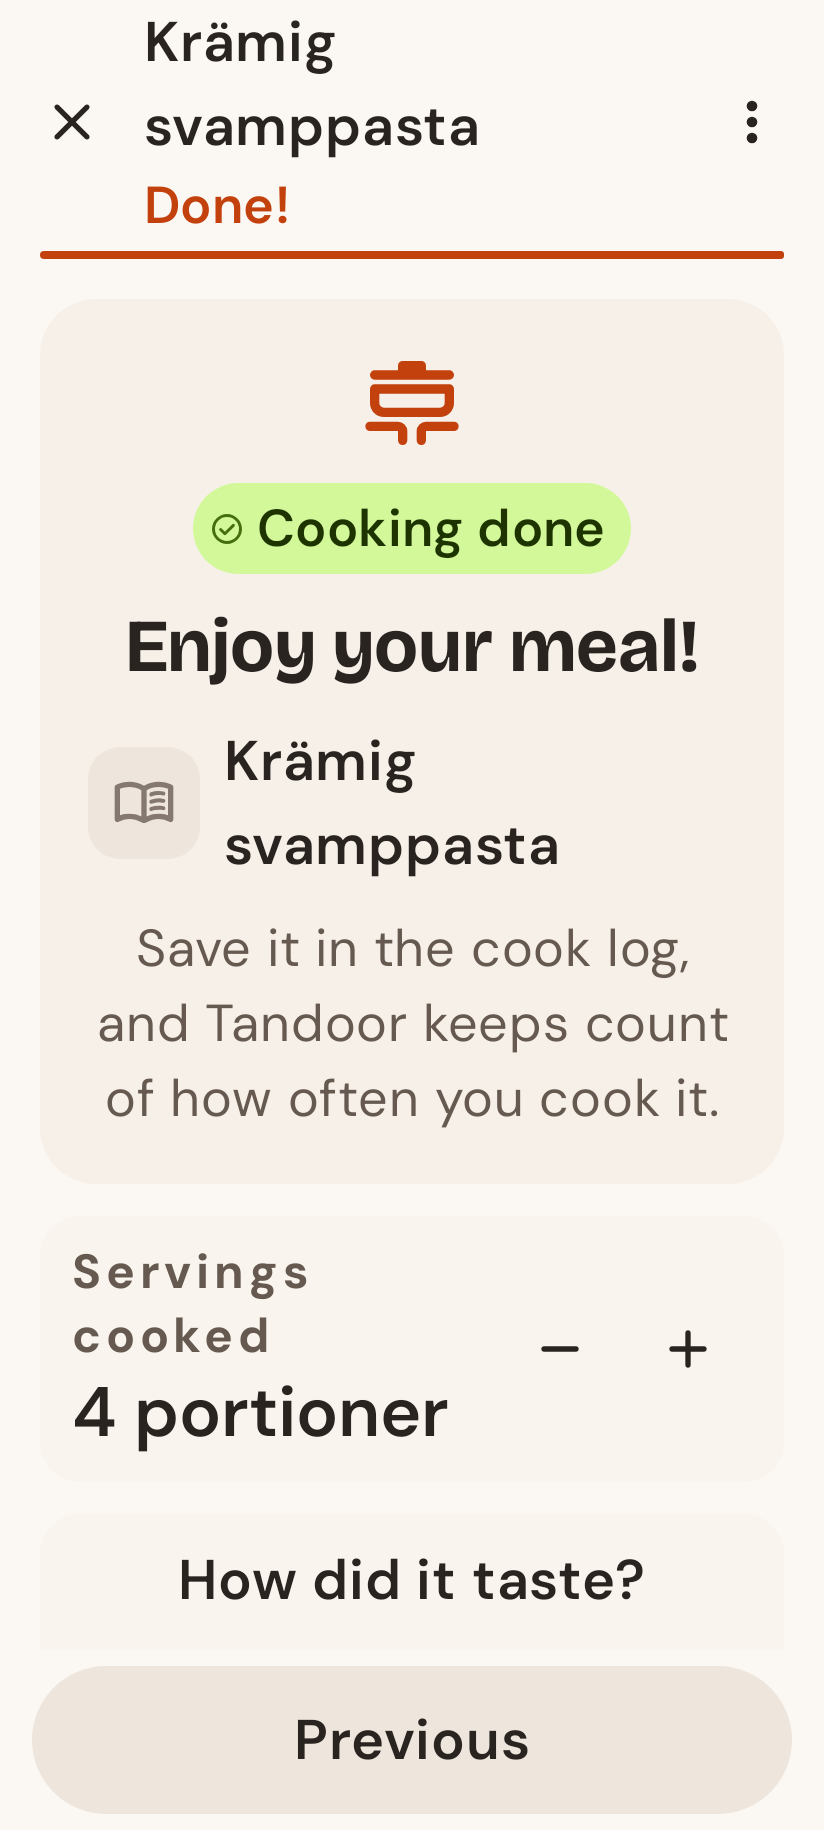 Krämig
svamppasta
Done!
Cooking done
Enjoy your meal!
Krämig
svamppasta
Save it in the cook log,
and Tandoor keeps count
of how often you cook it.
Servings
cooked
4 portioner
How did it taste?
Previous